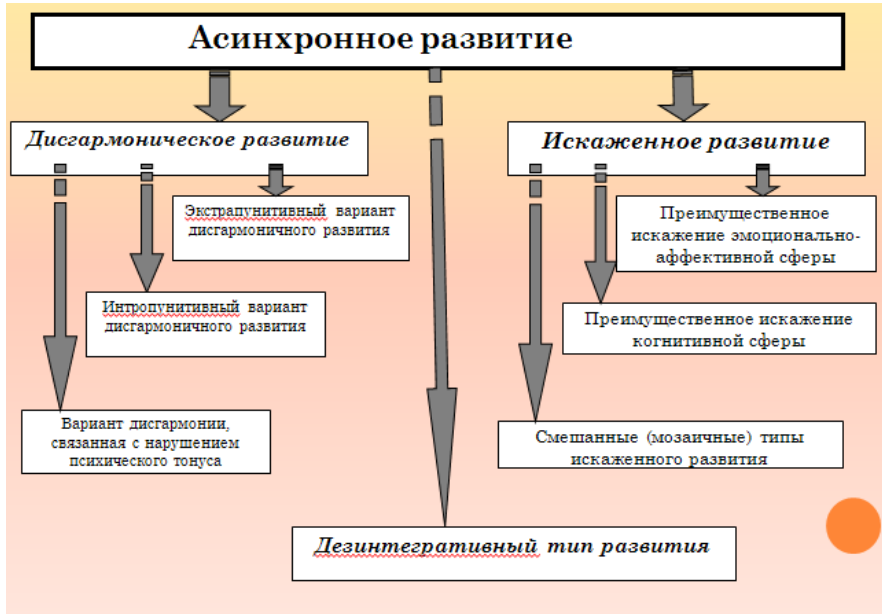 Асинхронное развитие
Дисгармоническое развитие
Искаженное развитие
Экстрапунитивный вариант
дисгармоничного развития
Преимущественное
искажение эмоционально-
аффективной сферы
Интропунитивный вариант
дисгармоничного развития
Преимущественное искажение
когнитивной сферы
Вариант дисгармонии,
связанная с нарушением
психического тонуса
Смешанные (мозаичные) типы
искаженного развития
Дезинтегративный тип развития